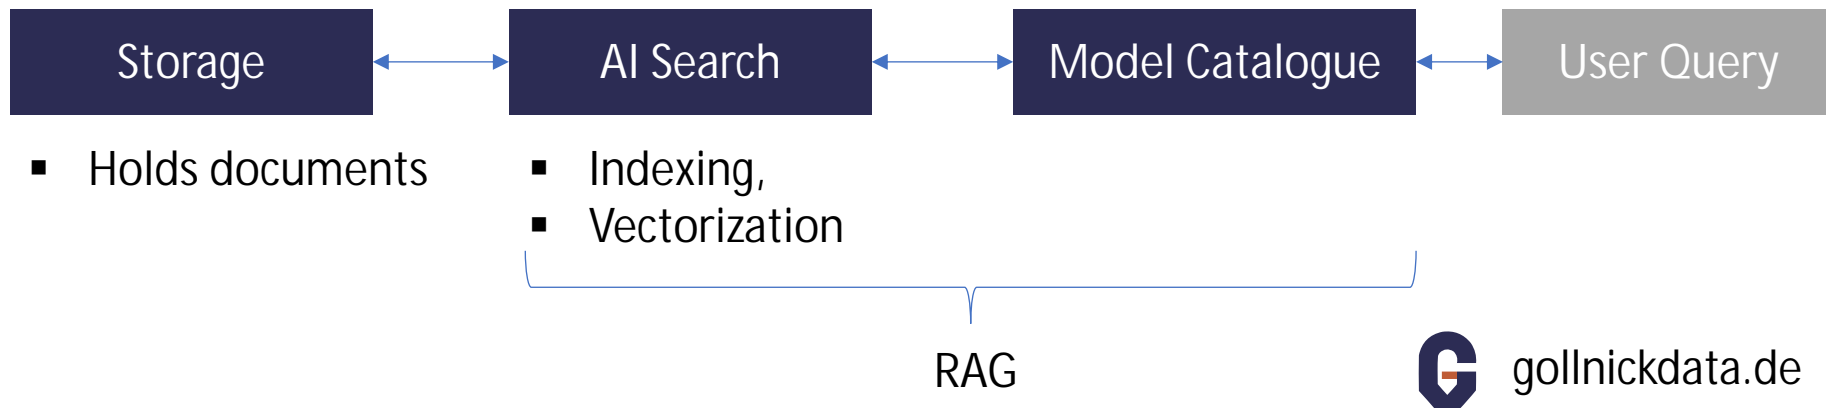 Storage
AI Search
Model Catalogue
User Query
▪ Holds documents
▪ Indexing,
▪ Vectorization
RAG
gollnickdata.de